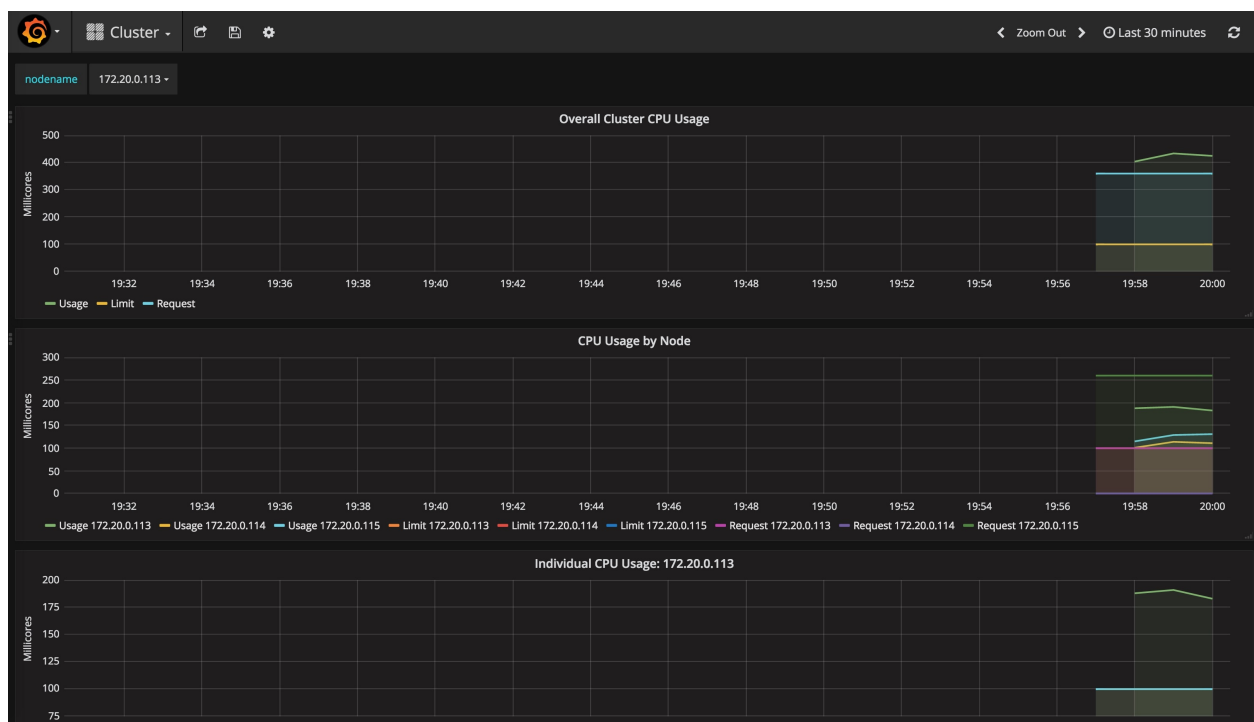 Cluster
Zoom Out
Last 30 minutes
nodename
172.20.0.113
Overall Cluster CPU Usage
Millicores
500
400
300
200
100
0
19:32 19:34 19:36 19:38 19:40 19:42 19:44 19:46 19:48 19:50 19:52 19:54 19:56 19:58 20:00
Usage Limit Request
CPU Usage by Node
Millicores
300
250
200
150
100
50
0
19:32 19:34 19:36 19:38 19:40 19:42 19:44 19:46 19:48 19:50 19:52 19:54 19:56 19:58 20:00
Usage 172.20.0.113 Usage 172.20.0.114 Usage 172.20.0.115 Limit 172.20.0.113 Limit 172.20.0.114 Limit 172.20.0.115 Request 172.20.0.113 Request 172.20.0.114 Request 172.20.0.115
Individual CPU Usage: 172.20.0.113
Millicores
200
175
150
125
100
75